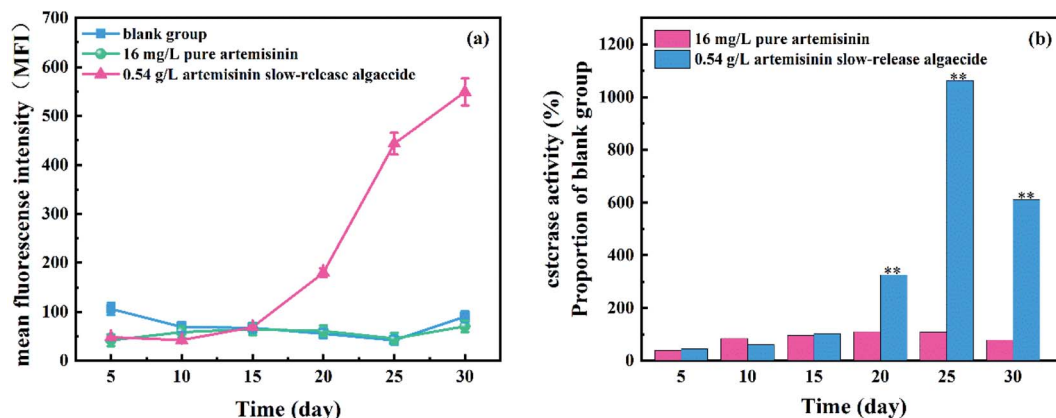 700
600
500
400
300
200
100
0
mean fluorescense intensity（MFI）
blank group
16 mg/L pure artemisinin
0.54 g/L artemisinin slow-release algaecide
(a)
5 10 15 20 25 30
Time (day)
1200
1000
800
600
400
200
0
cstcrase activity (%)
Proportion of blank group
16 mg/L pure artemisinin
0.54 g/L artemisinin slow-release algaecide
(b)
**
**
**
5 10 15 20 25 30
Time (day)